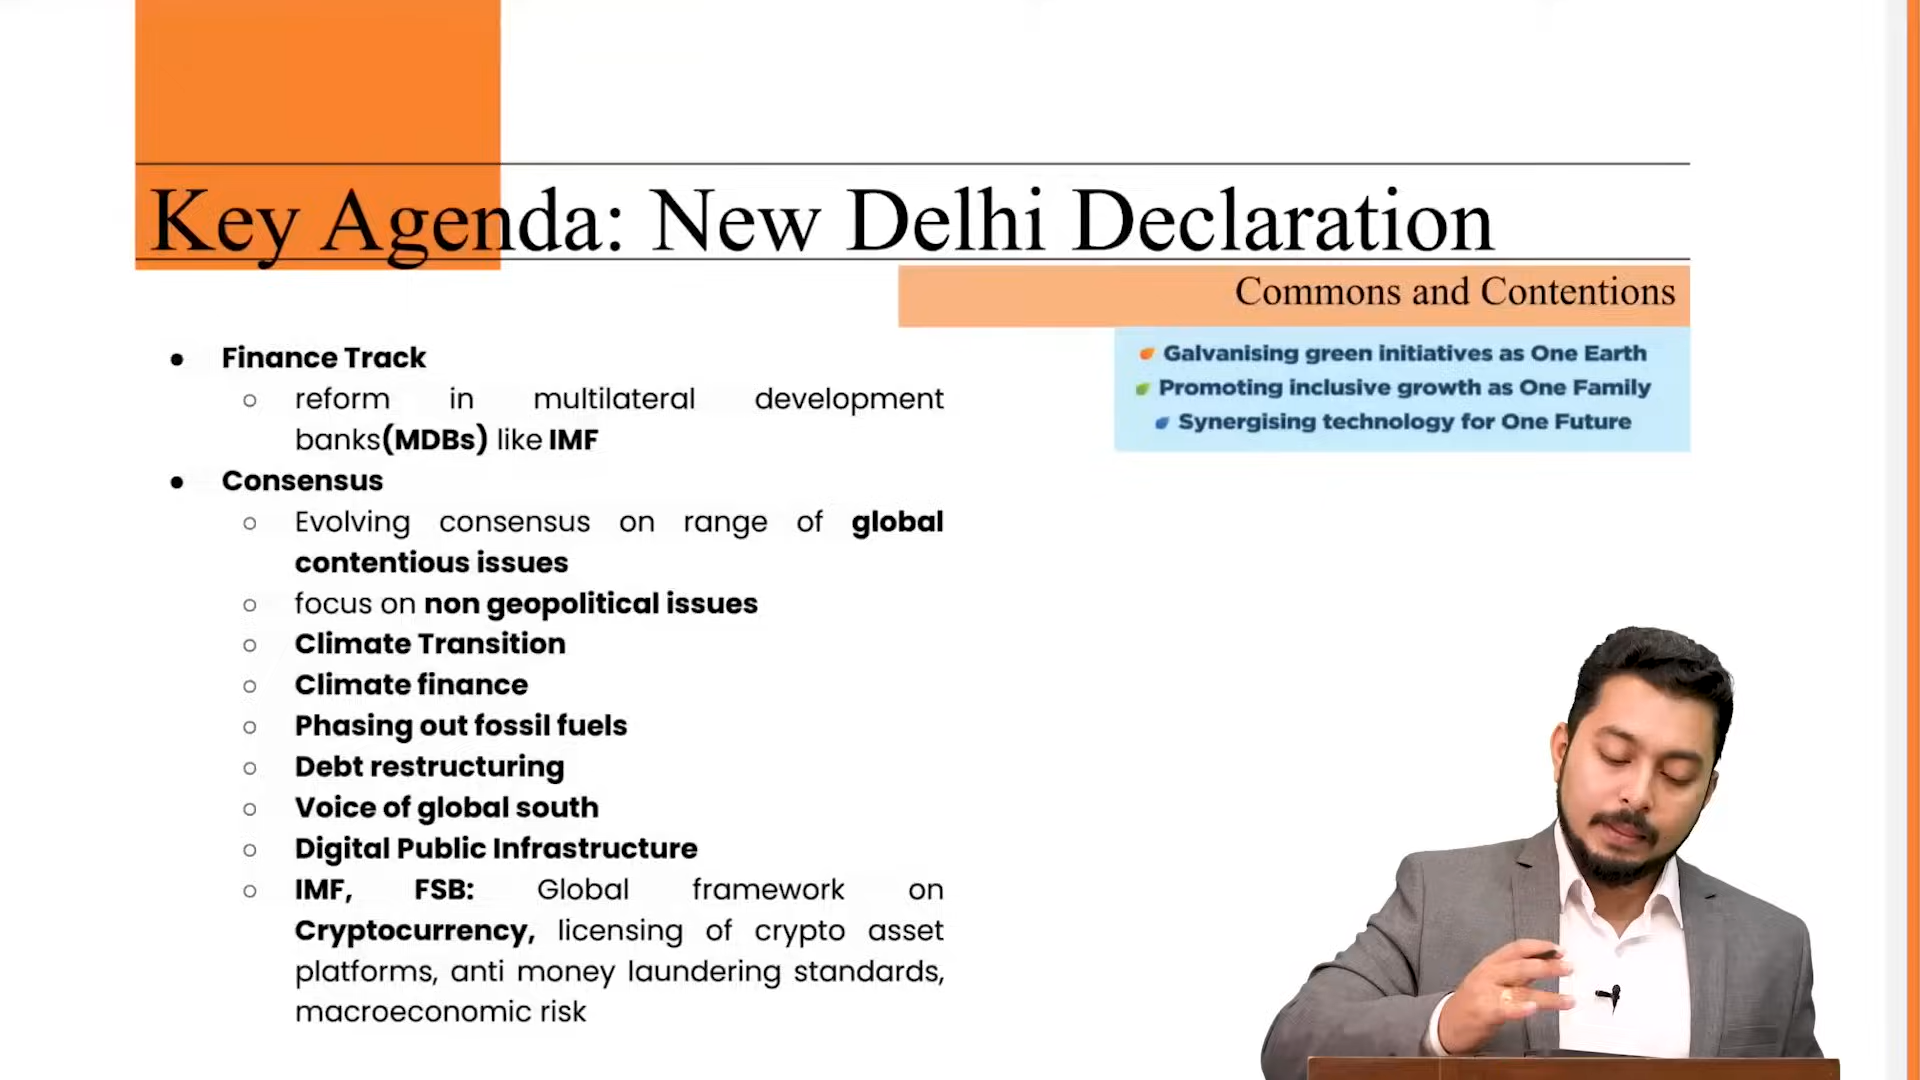 Key Agenda: New Delhi Declaration
Commons and Contentions
Galvanising green initiatives as One Earth
Promoting inclusive growth as One Family
Synergising technology for One Future
● Finance Track
○ reform in multilateral development
banks(MDBs) like IMF
● Consensus
○ Evolving consensus on range of global
contentious issues
○ focus on non geopolitical issues
○ Climate Transition
○ Climate finance
○ Phasing out fossil fuels
○ Debt restructuring
○ Voice of global south
○ Digital Public Infrastructure
○ IMF, FSB: Global framework on
Cryptocurrency, licensing of crypto asset
platforms, anti money laundering standards,
macroeconomic risk